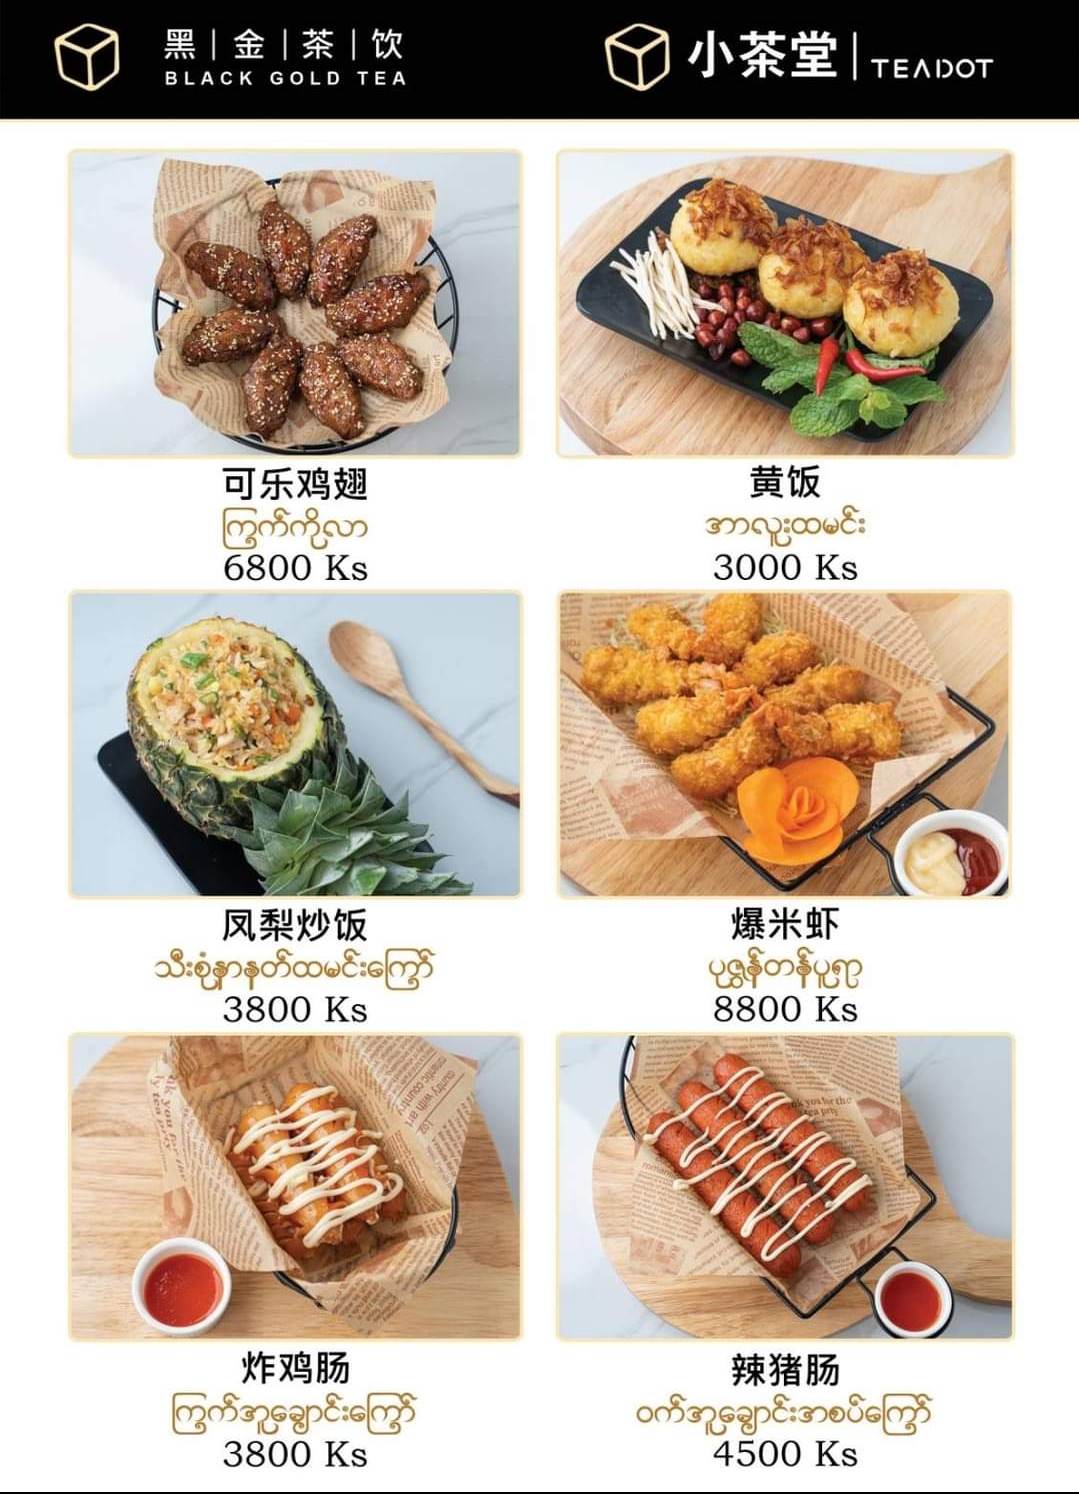 黑|金|茶|饮
BLACK GOLD TEA
小茶堂|TEADOT
可乐鸡翅
ကြက်ကိုလာ
6800 Ks
黄饭
အာလူးထမင်း
3000 Ks
凤梨炒饭
သီးစုံနာနတ်ထမင်းကြော်
3800 Ks
爆米虾
ပုဇွန်တန်ပူရာ
8800 Ks
炸鸡肠
ကြက်အူချောင်းကြော်
3800 Ks
辣猪肠
ဝက်အူချောင်းအစပ်ကြော်
4500 Ks